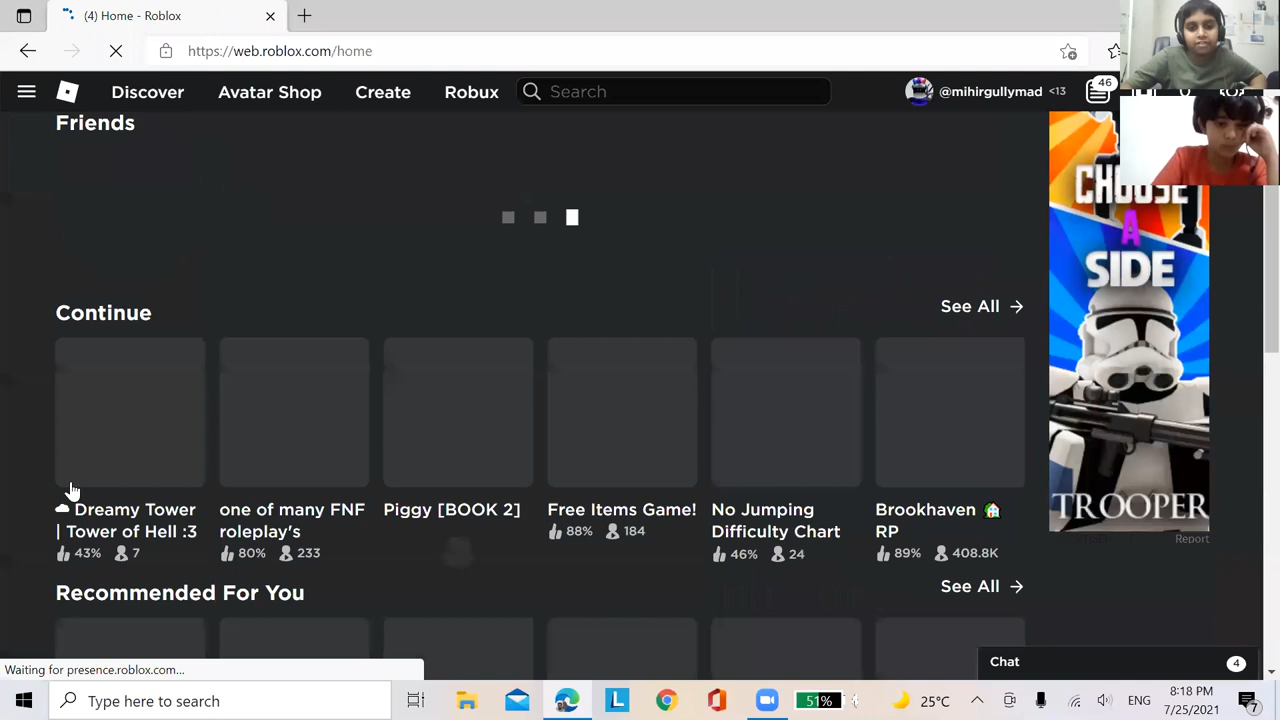 (4) Home - Roblox
https://web.roblox.com/home
Discover
Avatar Shop
Create
Robux
Search
@mihirgullymad <13
46
Friends
Continue
See All →
Dreamy Tower
| Tower of Hell :3
43% 7
one of many FNF
roleplay's
80% 233
Piggy [BOOK 2]
Free Items Game!
88% 184
No Jumping
Difficulty Chart
46% 24
Brookhaven 🏡
RP
89% 408.8K
CHOOSE
A
SIDE
TROOPER
Report
Recommended For You
See All →
Chat 4
Waiting for presence.roblox.com...
Type here to search
L
51%
25°C
ENG
8:18 PM
7/25/2021
7